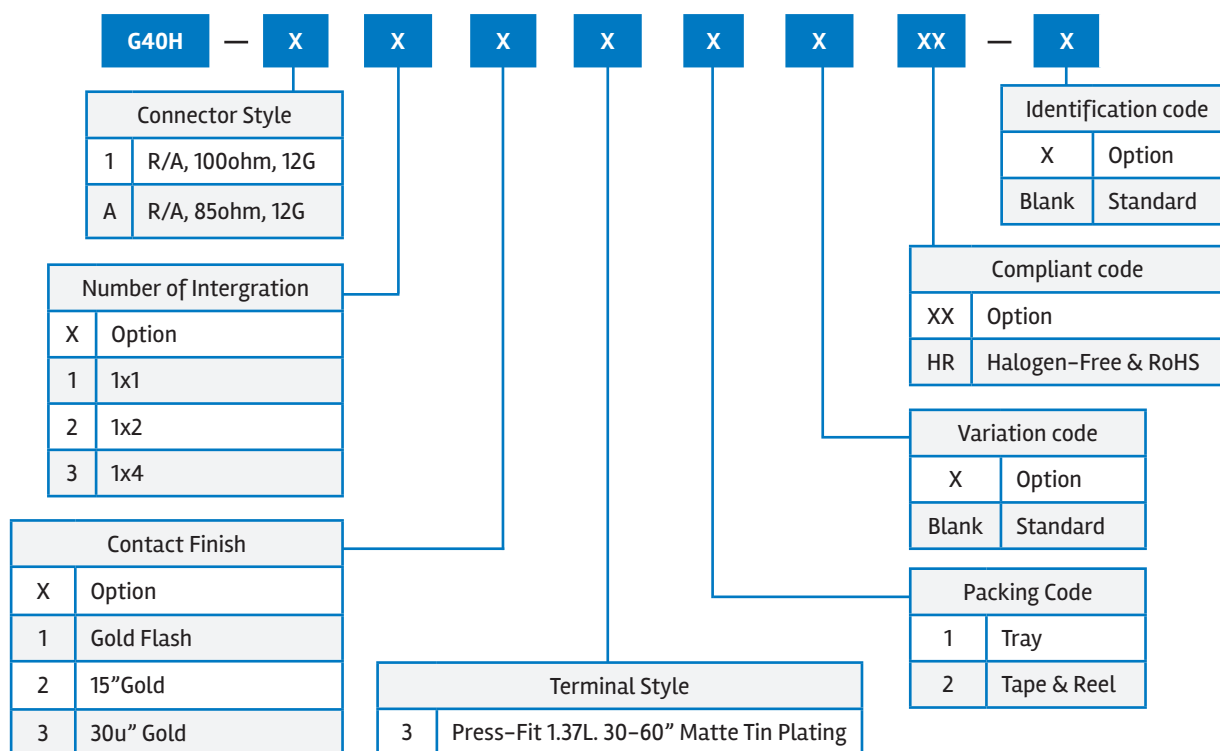 G40H — X X X X X X XX — X
Connector Style
1 R/A, 100ohm, 12G
A R/A, 85ohm, 12G
Number of Intergration
X Option
1 1x1
2 1x2
3 1x4
Contact Finish
X Option
1 Gold Flash
2 15”Gold
3 30u” Gold
Terminal Style
3 Press-Fit 1.37L. 30-60” Matte Tin Plating
Identification code
X Option
Blank Standard
Compliant code
XX Option
HR Halogen-Free & RoHS
Variation code
X Option
Blank Standard
Packing Code
1 Tray
2 Tape & Reel